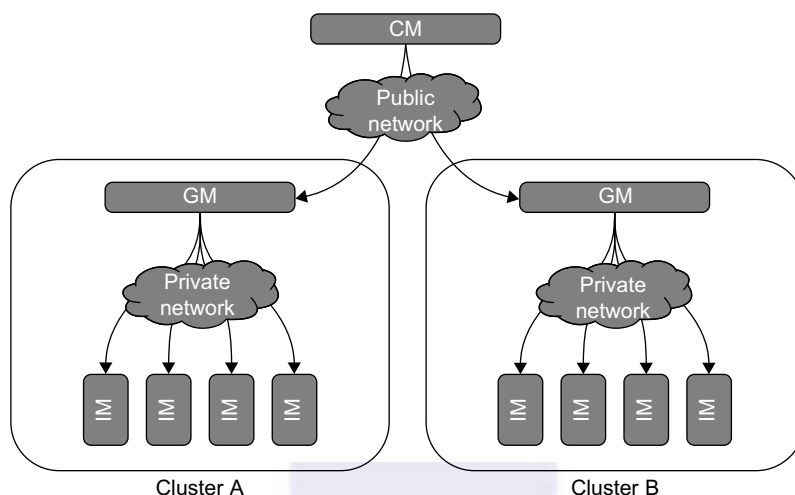 CM
Public
network
GM
GM
Private
network
Private
network
IM
IM
IM
IM
IM
IM
IM
IM
Cluster A
Cluster B